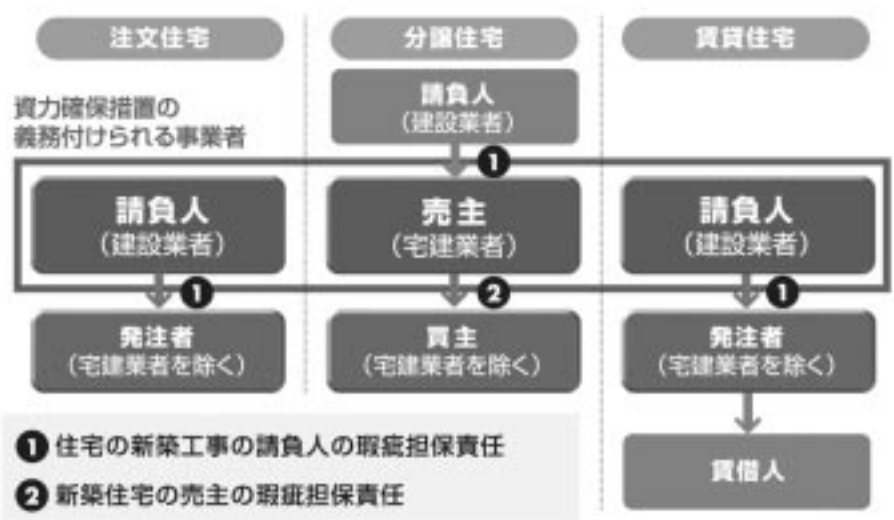 注文住宅
分譲住宅
賃貸住宅
請負人
(建設業者)
資力確保措置の
義務付けられる事業者
❶
請負人
(建設業者)
売主
(宅建業者)
請負人
(建設業者)
❶
❷
❶
発注者
(宅建業者を除く)
買主
(宅建業者を除く)
発注者
(宅建業者を除く)
❶ 住宅の新築工事の請負人の瑕疵担保責任
❷ 新築住宅の売主の瑕疵担保責任
賃借人